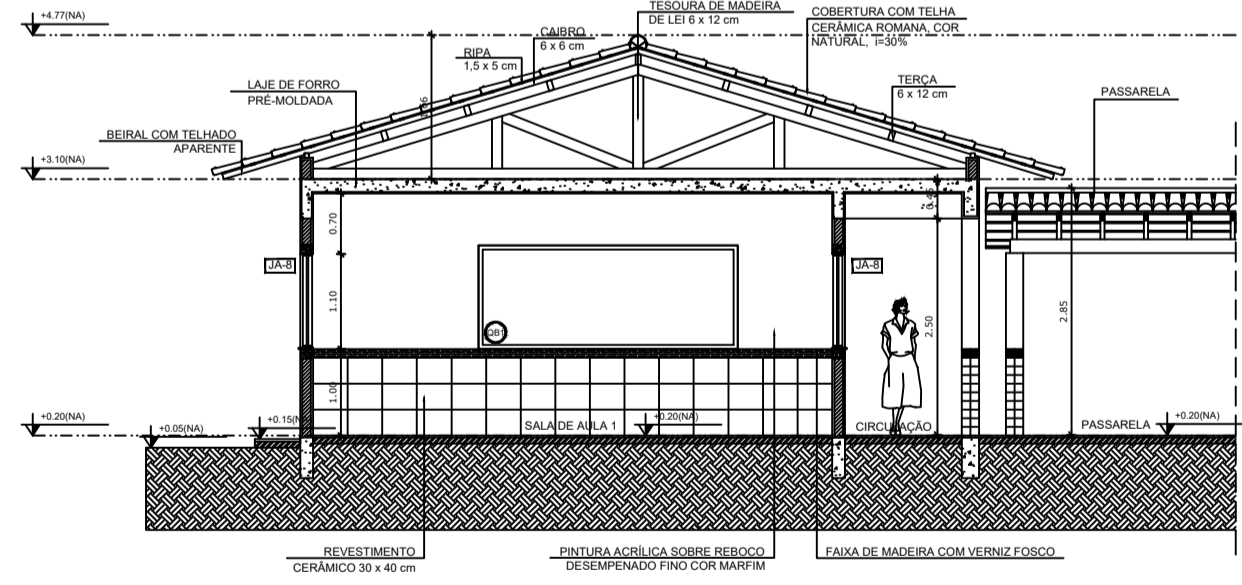 +4.77(NA)
TESOURA DE MADEIRA
DE LEI 6 x 12 cm
COBERTURA COM TELHA
CERÂMICA ROMANA, COR
NATURAL, i=30%
CAIBRO
6 x 6 cm
RIPA
1,5 x 5 cm
TERÇA
6 x 12 cm
LAJE DE FORRO
PRÉ-MOLDADA
PASSARELA
BEIRAL COM TELHADO
APARENTE
+3.10(NA)
0.70
JA-8
JA-8
1.10
QB1
2.50
2.85
1.00
+0.20(NA)
+0.05(NA)
SALA DE AULA 1
+0.20(NA)
CIRCULAÇÃO
PASSARELA
+0.20(NA)
REVESTIMENTO
CERÂMICO 30 x 40 cm
PINTURA ACRÍLICA SOBRE REBOCO
DESEMPENADO FINO COR MARFIM
FAIXA DE MADEIRA COM VERNIZ FOSCO